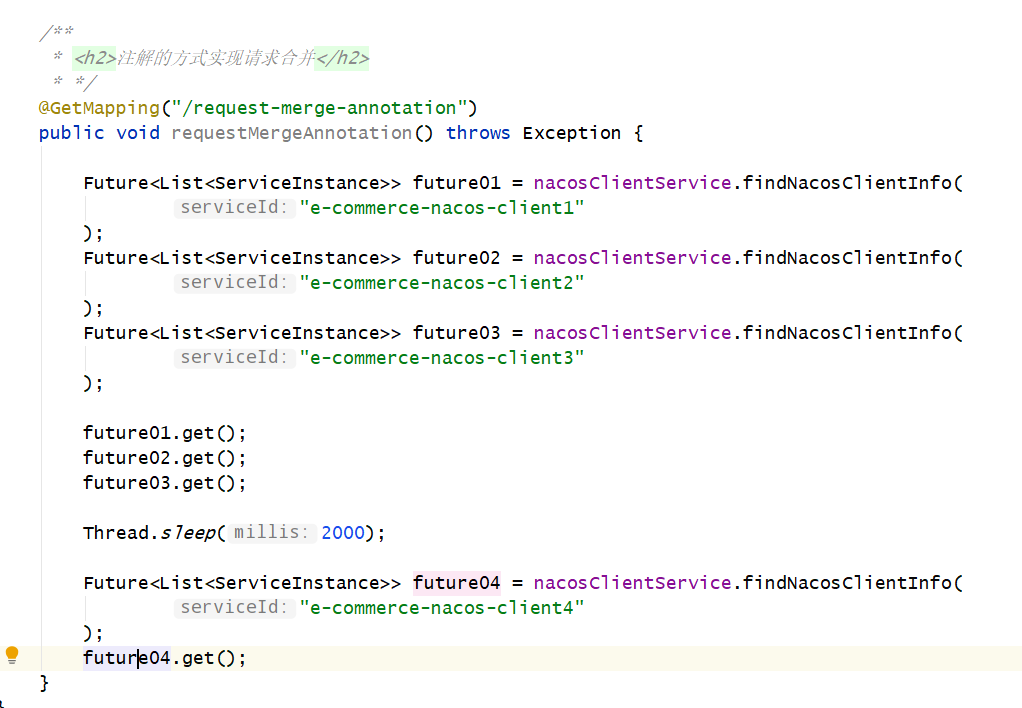 /**
 * <h2>注解的方式实现请求合并</h2>
 * */
@GetMapping("/request-merge-annotation")
public void requestMergeAnnotation() throws Exception {
Future<List<ServiceInstance>> future01 = nacosClientService.findNacosClientInfo(
serviceId: "e-commerce-nacos-client1"
);
Future<List<ServiceInstance>> future02 = nacosClientService.findNacosClientInfo(
serviceId: "e-commerce-nacos-client2"
);
Future<List<ServiceInstance>> future03 = nacosClientService.findNacosClientInfo(
serviceId: "e-commerce-nacos-client3"
);
future01.get();
future02.get();
future03.get();
Thread.sleep( millis: 2000);
Future<List<ServiceInstance>> future04 = nacosClientService.findNacosClientInfo(
serviceId: "e-commerce-nacos-client4"
);
future04.get();
}